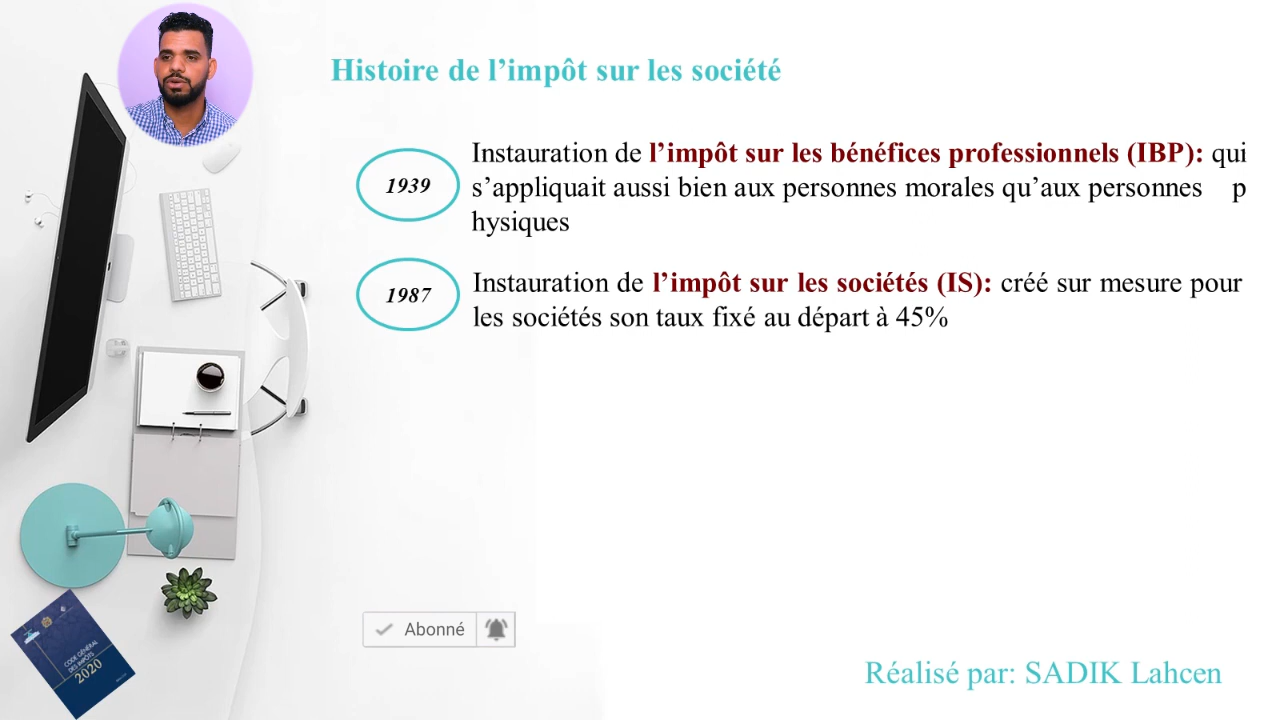 Histoire de l’impôt sur les société
1939
Instauration de l’impôt sur les bénéfices professionnels (IBP): qui
s’appliquait aussi bien aux personnes morales qu’aux personnes p
hysiques
1987
Instauration de l’impôt sur les sociétés (IS): créé sur mesure pour
les sociétés son taux fixé au départ à 45%
CODE GÉNÉRAL
DES IMPÔTS
2020
Abonné
Réalisé par: SADIK Lahcen